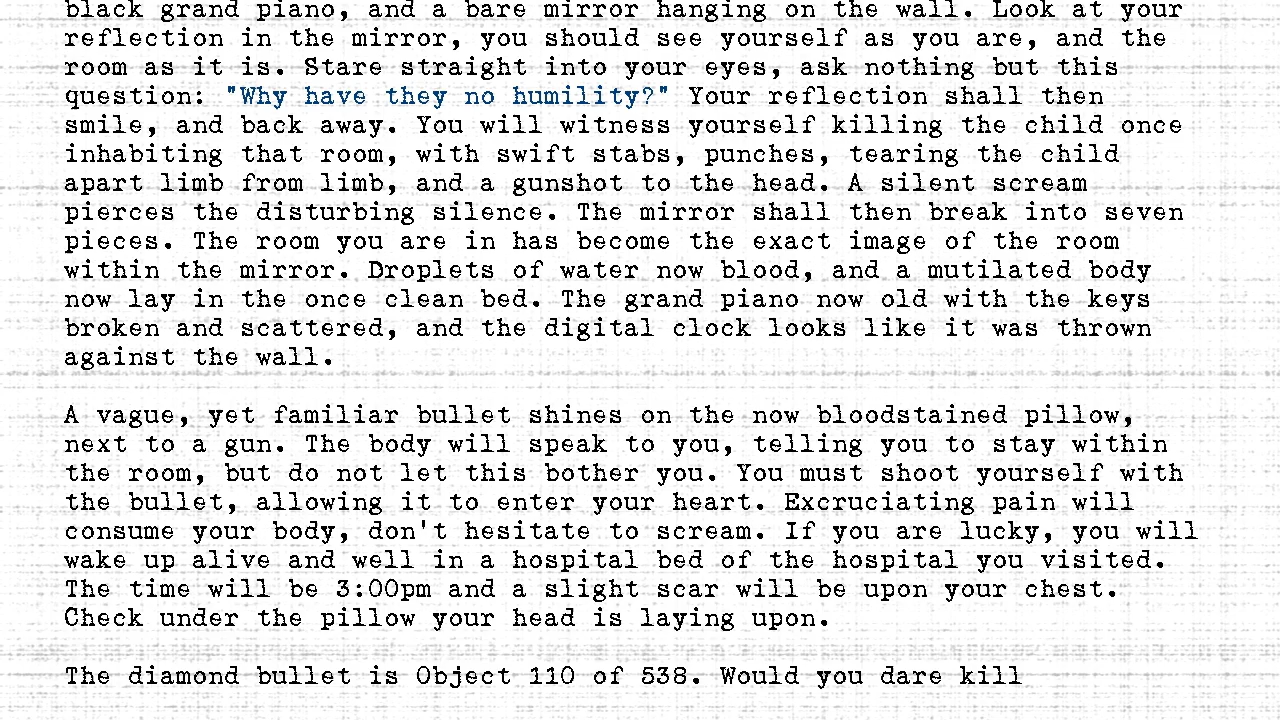 black grand piano, and a bare mirror hanging on the wall. Look at your
reflection in the mirror, you should see yourself as you are, and the
room as it is. Stare straight into your eyes, ask nothing but this
question: "Why have they no humility?" Your reflection shall then
smile, and back away. You will witness yourself killing the child once
inhabiting that room, with swift stabs, punches, tearing the child
apart limb from limb, and a gunshot to the head. A silent scream
pierces the disturbing silence. The mirror shall then break into seven
pieces. The room you are in has become the exact image of the room
within the mirror. Droplets of water now blood, and a mutilated body
now lay in the once clean bed. The grand piano now old with the keys
broken and scattered, and the digital clock looks like it was thrown
against the wall.
A vague, yet familiar bullet shines on the now bloodstained pillow,
next to a gun. The body will speak to you, telling you to stay within
the room, but do not let this bother you. You must shoot yourself with
the bullet, allowing it to enter your heart. Excruciating pain will
consume your body, don't hesitate to scream. If you are lucky, you will
wake up alive and well in a hospital bed of the hospital you visited.
The time will be 3:00pm and a slight scar will be upon your chest.
Check under the pillow your head is laying upon.
The diamond bullet is Object 110 of 538. Would you dare kill